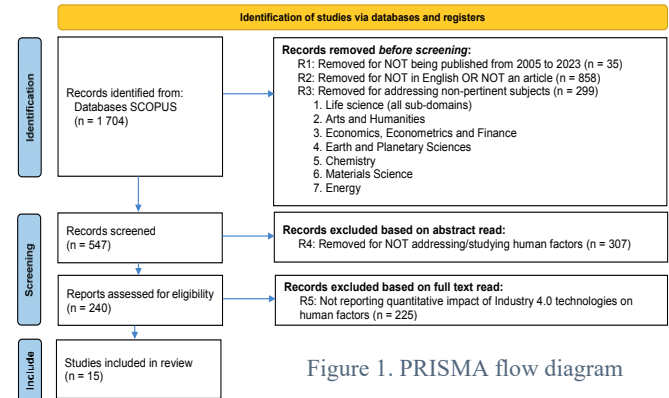 Identification of studies via databases and registers
Identification
Records identified from:
Databases SCOPUS
(n = 1 704)
Records removed before screening:
R1: Removed for NOT being published from 2005 to 2023 (n = 35)
R2: Removed for NOT in English OR NOT an article (n = 858)
R3: Removed for addressing non-pertinent subjects (n = 299)
1. Life science (all sub-domains)
2. Arts and Humanities
3. Economics, Econometrics and Finance
4. Earth and Planetary Sciences
5. Chemistry
6. Materials Science
7. Energy
Screening
Records screened
(n = 547)
Records excluded based on abstract read:
R4: Removed for NOT addressing/studying human factors (n = 307)
Reports assessed for eligibility
(n = 240)
Records excluded based on full text read:
R5: Not reporting quantitative impact of Industry 4.0 technologies on
human factors (n = 225)
Include
Studies included in review
(n = 15)
Figure 1. PRISMA flow diagram